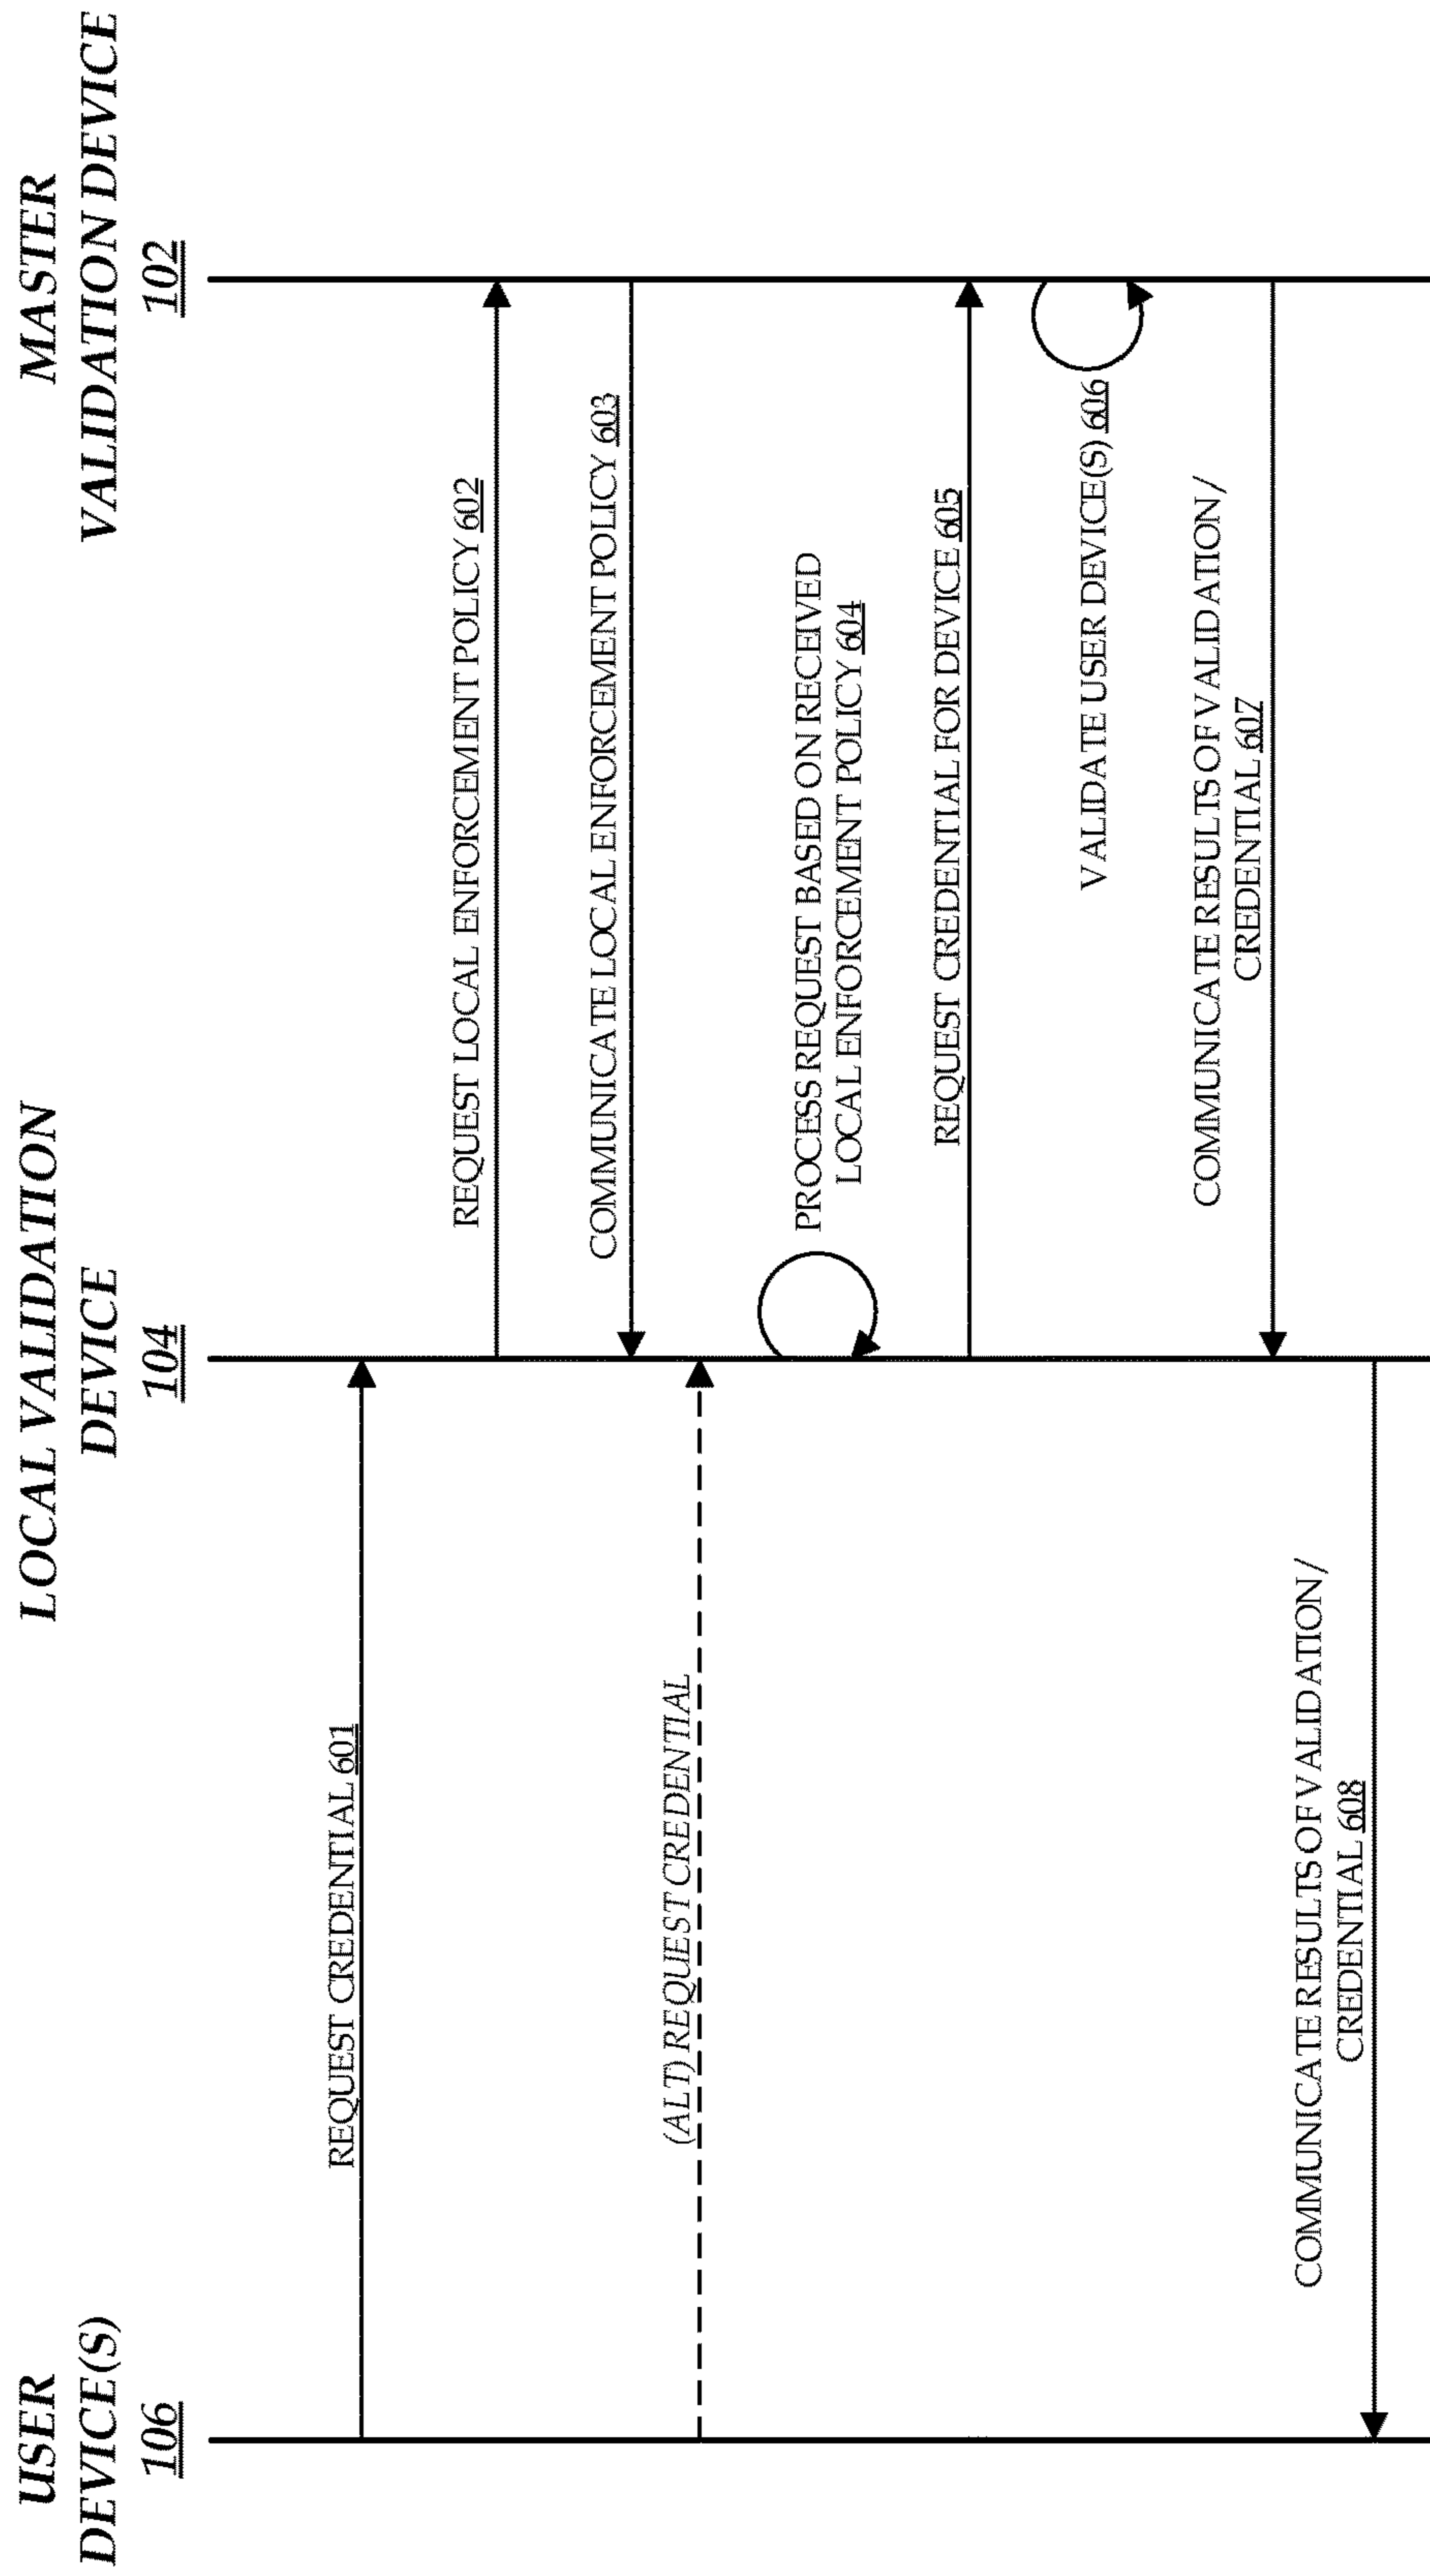 USER
DEVICE(S)
106
LOCAL VALIDATION
DEVICE
104
MASTER
VALIDATION DEVICE
102
REQUEST CREDENTIAL 601
REQUEST LOCAL ENFORCEMENT POLICY 602
COMMUNICATE LOCAL ENFORCEMENT POLICY 603
(ALT) REQUEST CREDENTIAL
PROCESS REQUEST BASED ON RECEIVED
LOCAL ENFORCEMENT POLICY 604
REQUEST CREDENTIAL FOR DEVICE 605
VALIDATE USER DEVICE(S) 606
COMMUNICATE RESULTS OF VALIDATION/
CREDENTIAL 607
COMMUNICATE RESULTS OF VALIDATION/
CREDENTIAL 608